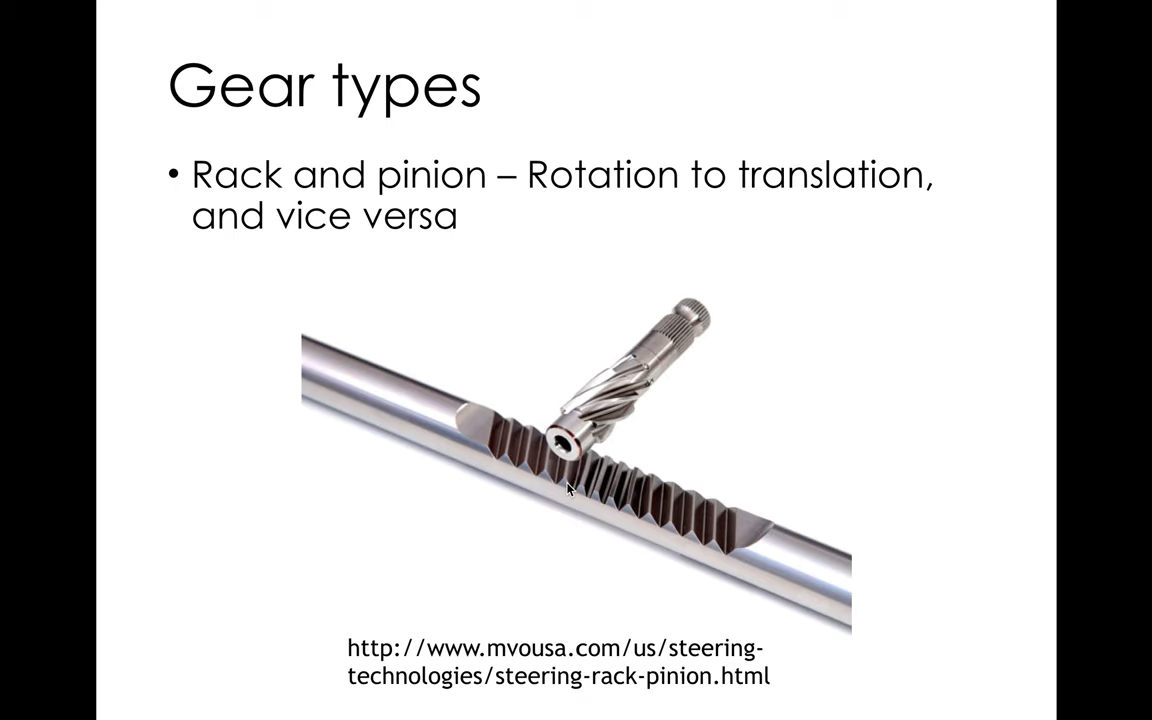 Gear types
• Rack and pinion – Rotation to translation,
and vice versa
http://www.mvousa.com/us/steering-
technologies/steering-rack-pinion.html